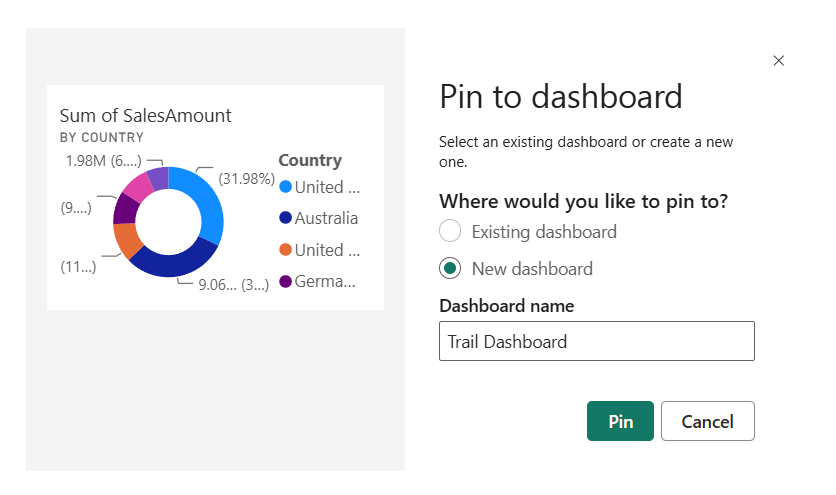 Sum of SalesAmount
BY COUNTRY
1.98M (6....)
(31.98%)
(9....)
(11...)
9.06... (3...)
Country
United ...
Australia
United ...
Germa...
Pin to dashboard
Select an existing dashboard or create a new
one.
Where would you like to pin to?
Existing dashboard
New dashboard
Dashboard name
Trail Dashboard
Pin
Cancel